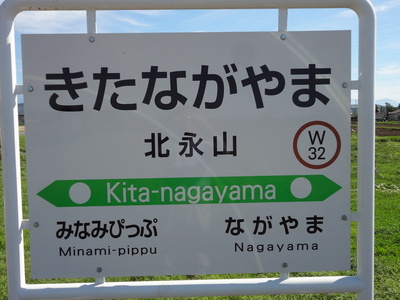 きたながやま
北永山
W
32
Kita-nagayama
みなみぴっぷ ながやま
Minami-pippu Nagayama